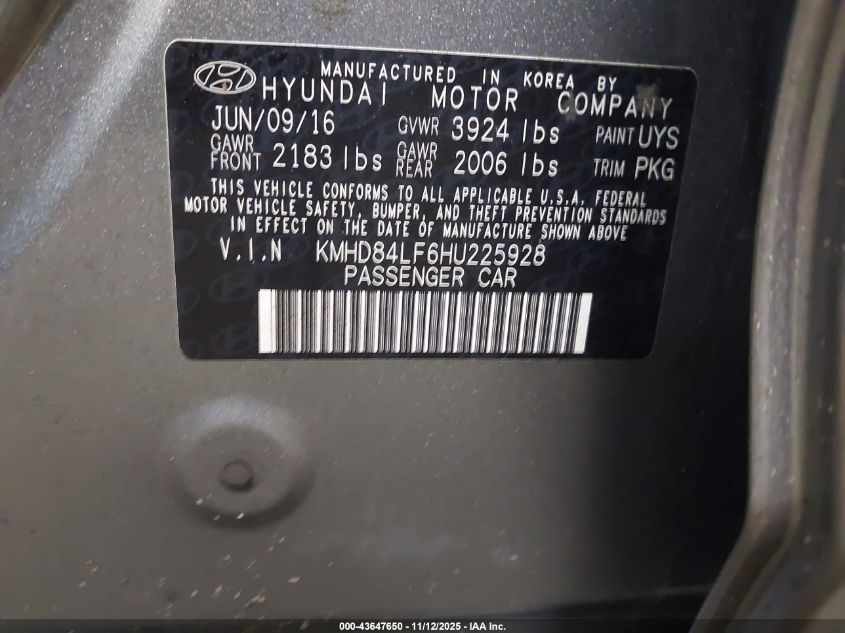 MANUFACTURED IN KOREA BY
HYUNDAI MOTOR COMPANY
JUN/09/16 GVWR 3924 lbs PAINT UYS
GAWR FRONT 2183 lbs GAWR REAR 2006 lbs TRIM PKG
THIS VEHICLE CONFORMS TO ALL APPLICABLE U.S.A. FEDERAL
MOTOR VEHICLE SAFETY, BUMPER, AND THEFT PREVENTION STANDARDS
IN EFFECT ON THE DATE OF MANUFACTURE SHOWN ABOVE
V.I.N KMHD84LF6HU225928
PASSENGER CAR
000-43647650 - 11/12/2025 - IAA Inc.